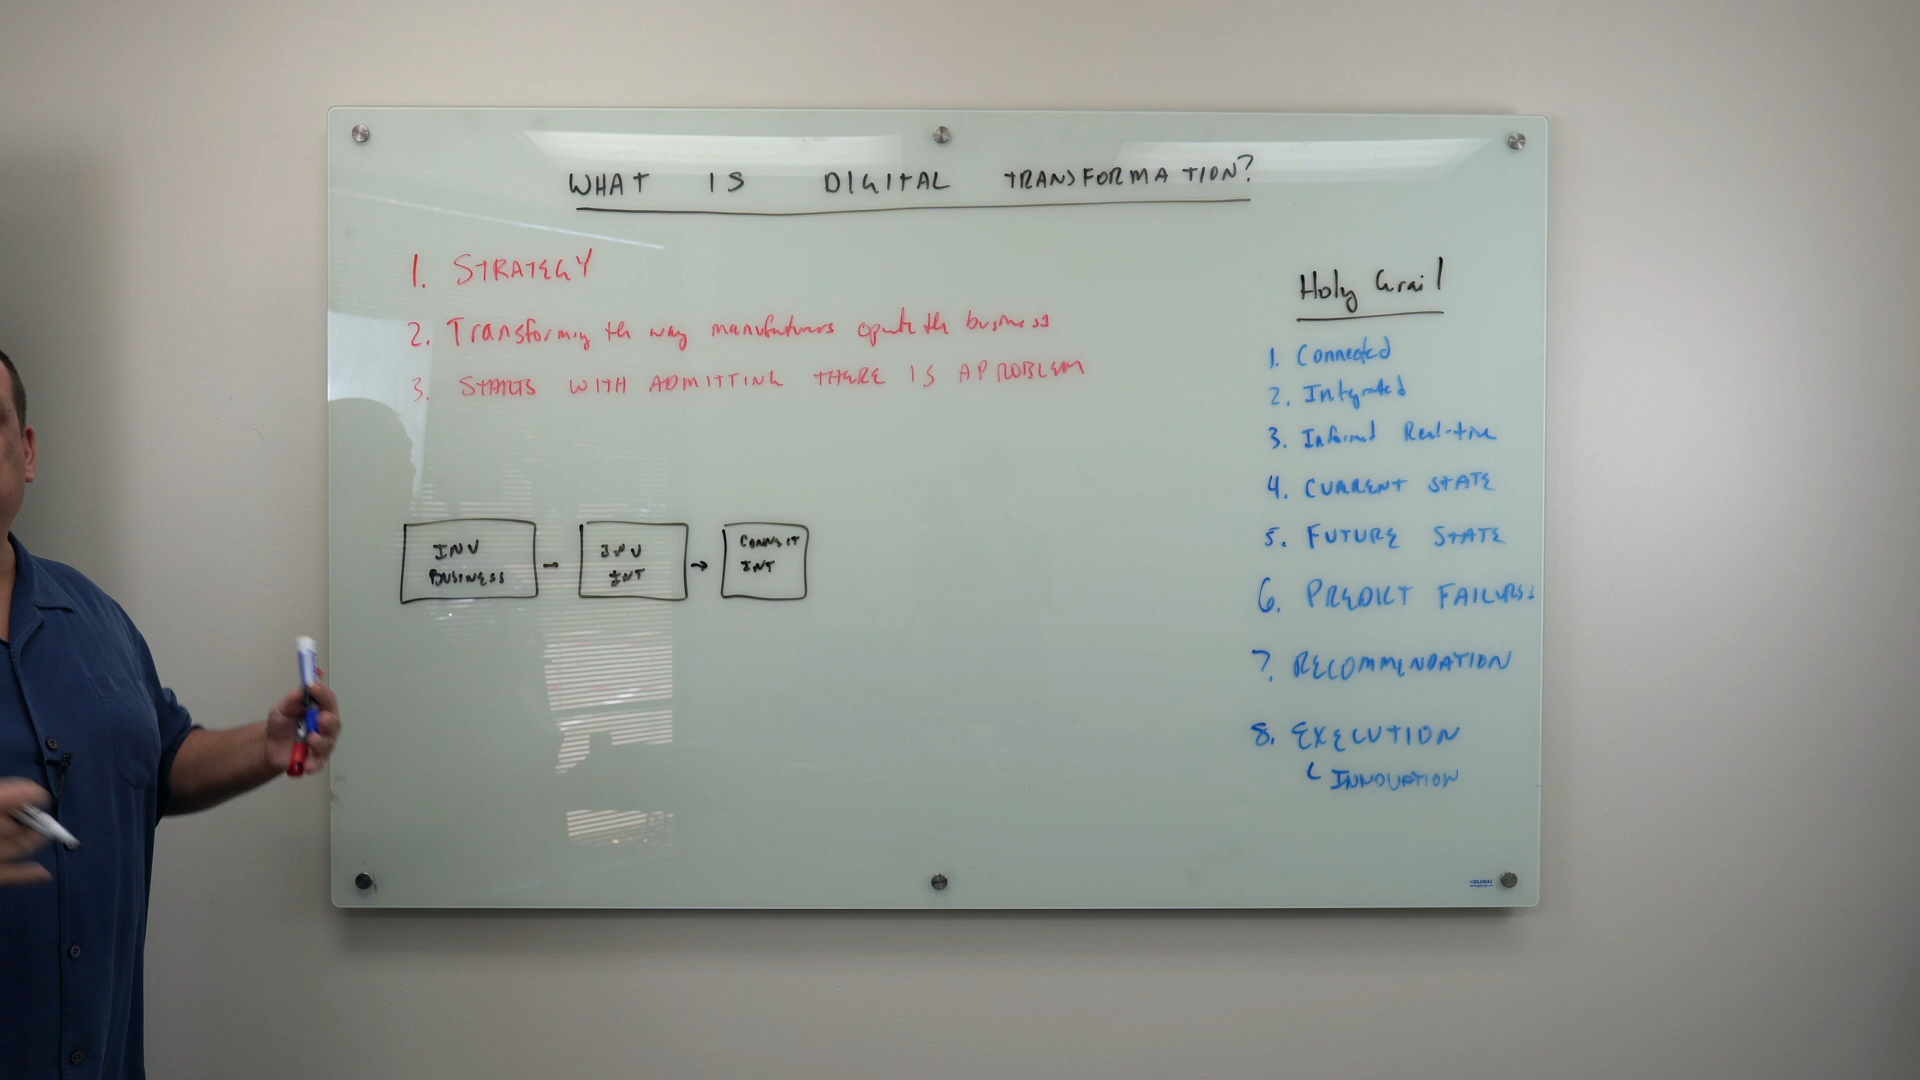 WHAT IS DIGITAL TRANSFORMATION?
1. STRATEGY
2. Transforming the way manufacturers operate the business
3. STARTS WITH ADMITTING THERE IS A PROBLEM
INV
BUSINESS
INV
INT
CONNECT
INT
Holy Grail
1. Connected
2. Integrated
3. Informed Real-time
4. CURRENT STATE
5. FUTURE STATE
6. PREDICT FAILURES
7. RECOMMENDATION
8. EXECUTION
INNOVATION
GLOBAL